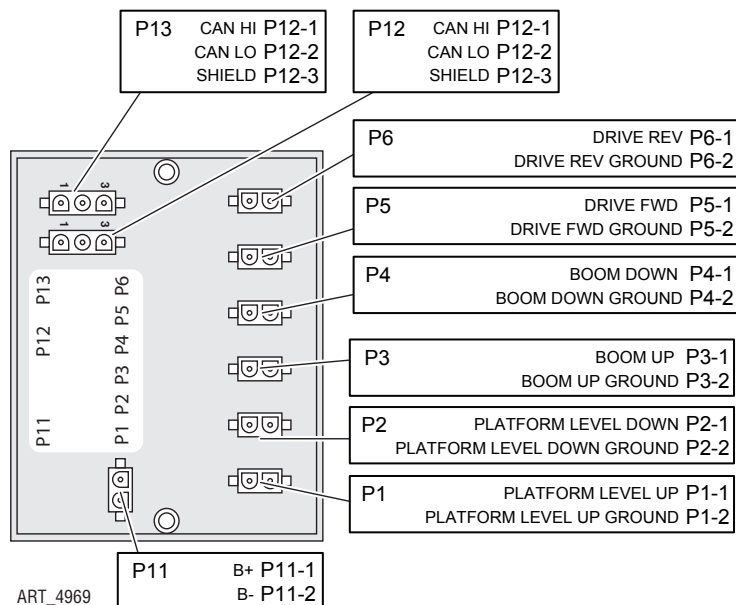 P13 CAN HI P12-1
CAN LO P12-2
SHIELD P12-3
P12 CAN HI P12-1
CAN LO P12-2
SHIELD P12-3
P6 DRIVE REV P6-1
DRIVE REV GROUND P6-2
P5 DRIVE FWD P5-1
DRIVE FWD GROUND P5-2
P4 BOOM DOWN P4-1
BOOM DOWN GROUND P4-2
P3 BOOM UP P3-1
BOOM UP GROUND P3-2
P2 PLATFORM LEVEL DOWN P2-1
PLATFORM LEVEL DOWN GROUND P2-2
P1 PLATFORM LEVEL UP P1-1
PLATFORM LEVEL UP GROUND P1-2
1 3
1 3
P11 P12 P13
P1 P2 P3 P4 P5 P6
P11 B+ P11-1
B- P11-2
ART_4969